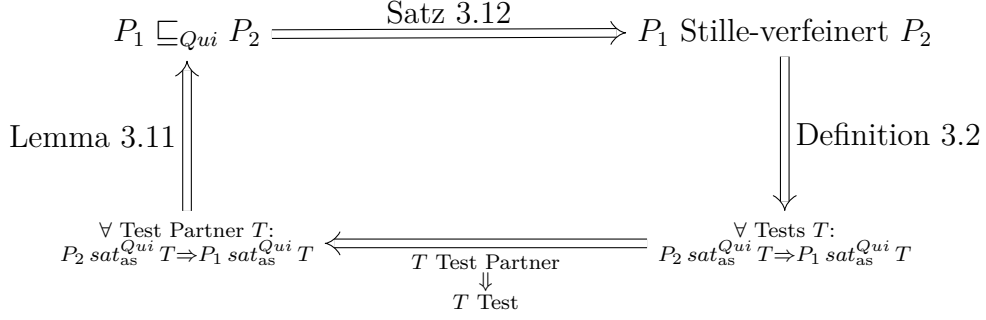 Satz 3.12
P₁ ⊑_Qui P₂
P₁ Stille-verfeinert P₂
Lemma 3.11
Definition 3.2
∀ Test Partner T:
P₂ sat_as^Qui T⇒P₁ sat_as^Qui T
∀ Tests T:
P₂ sat_as^Qui T⇒P₁ sat_as^Qui T
T Test Partner
⇓
T Test